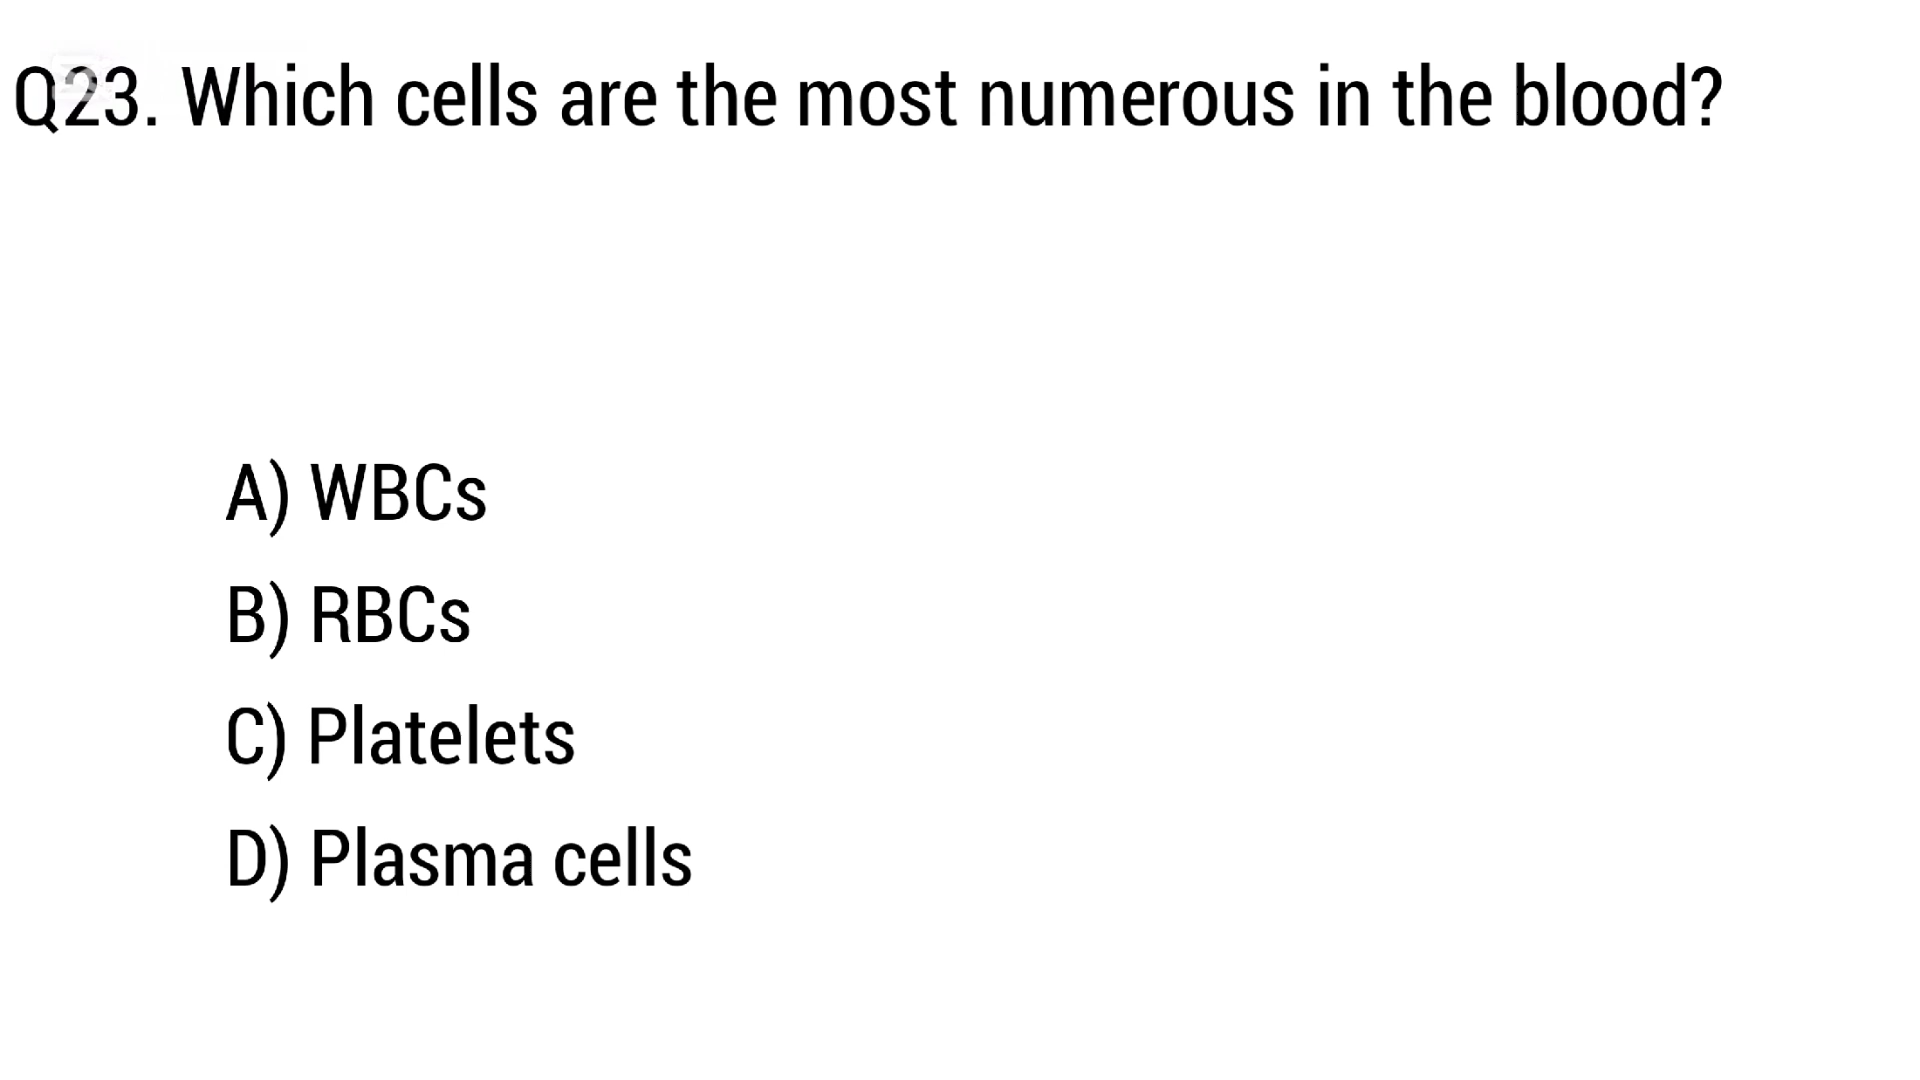 Q23. Which cells are the most numerous in the blood?
A) WBCs
B) RBCs
C) Platelets
D) Plasma cells